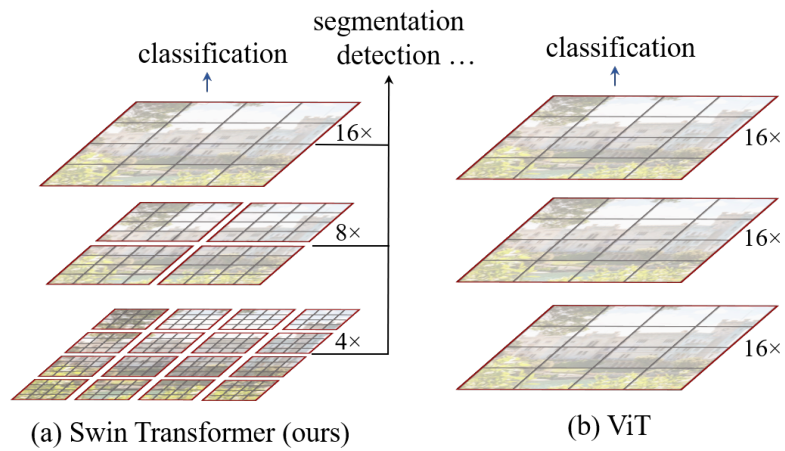 segmentation
detection …
classification
16×
8×
4×
(a) Swin Transformer (ours)
classification
16×
16×
16×
(b) ViT